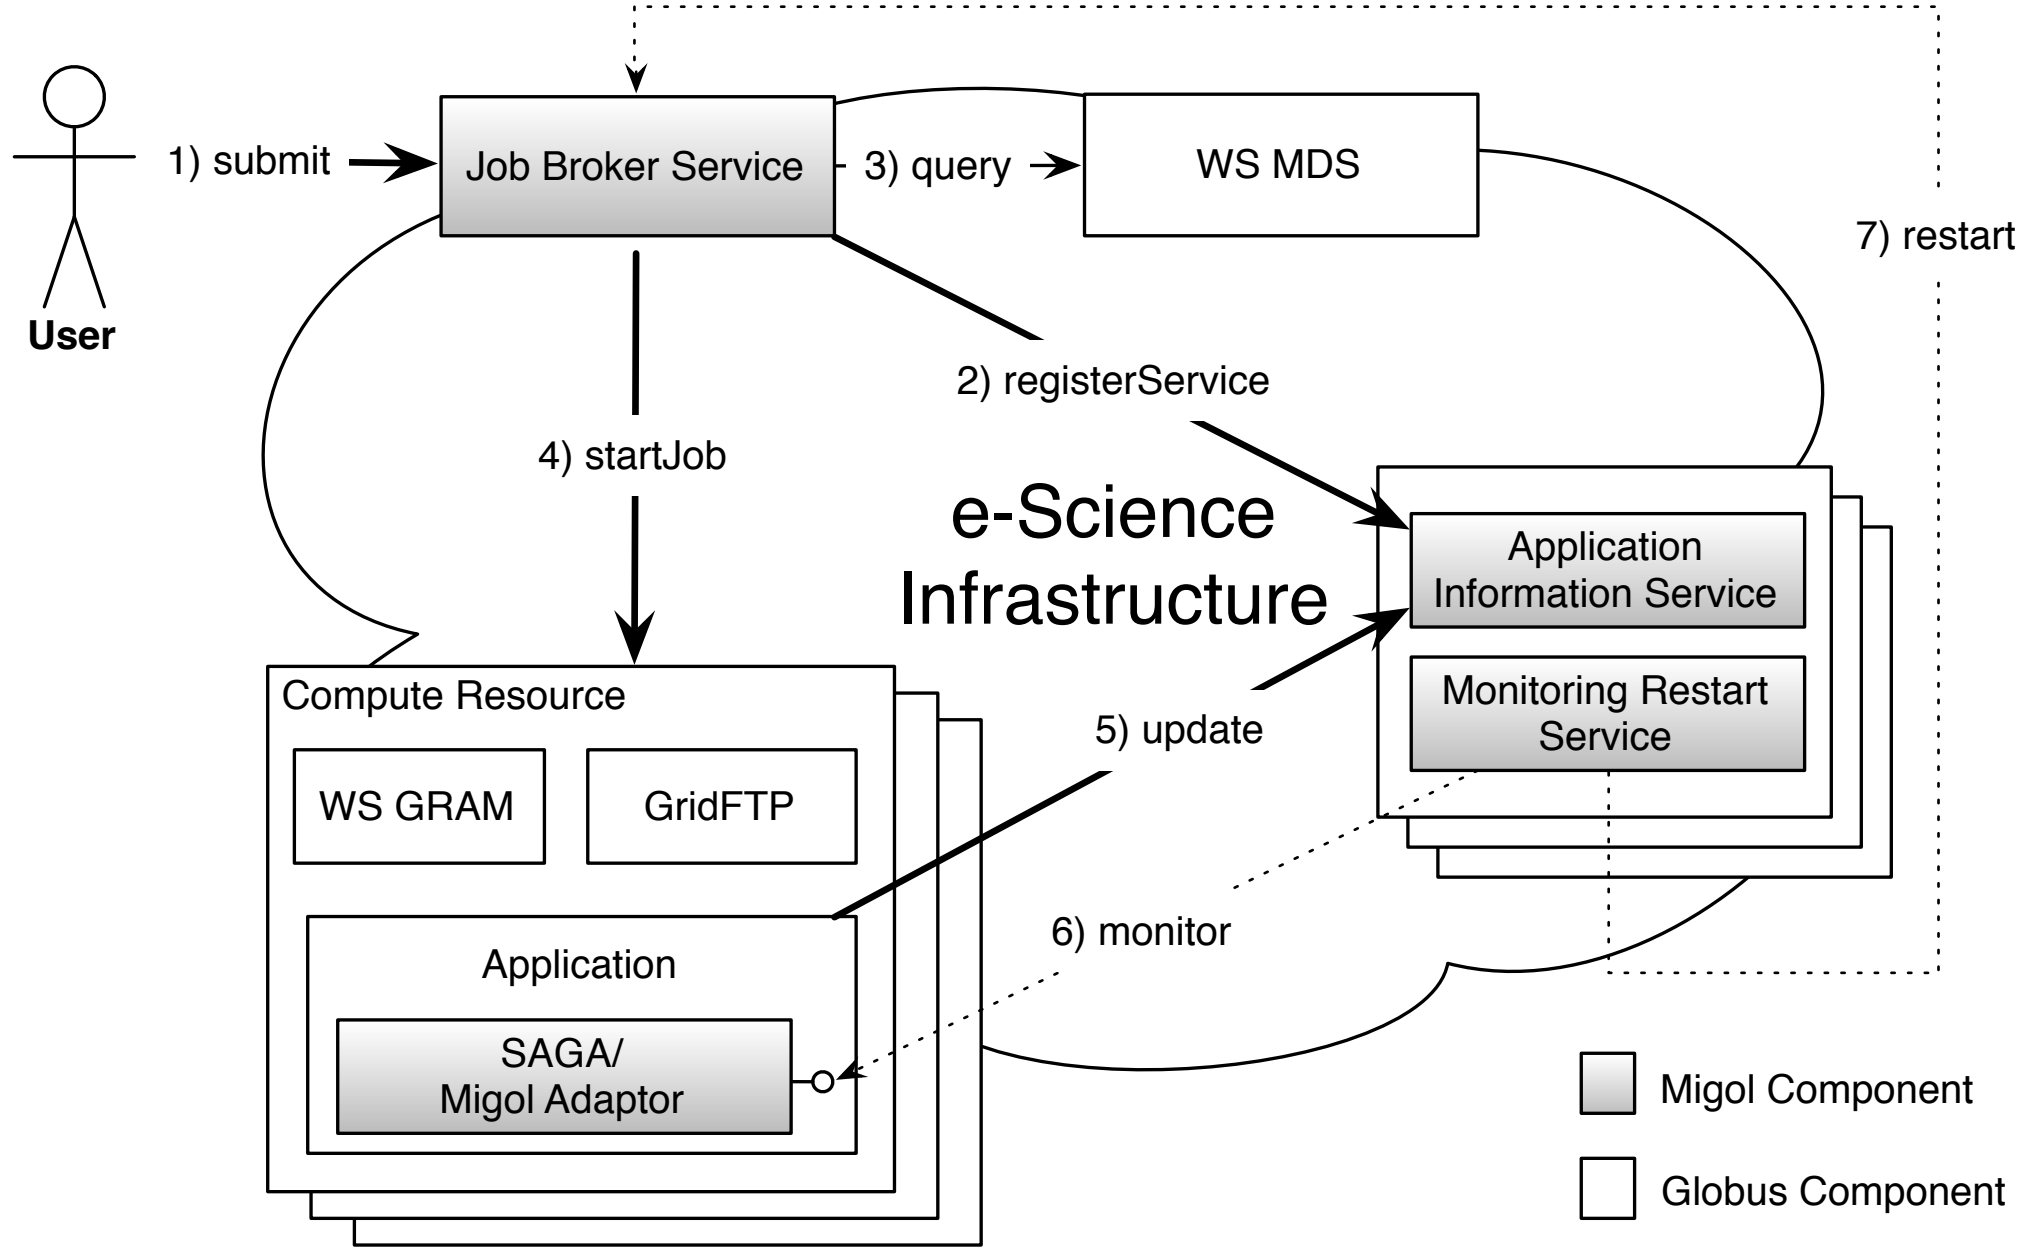 1) submit
Job Broker Service
3) query
WS MDS
7) restart
User
2) registerService
4) startJob
e-Science
Infrastructure
Application
Information Service
Monitoring Restart
Service
Compute Resource
5) update
WS GRAM
GridFTP
6) monitor
Application
SAGA/
Migol Adaptor
Migol Component
Globus Component